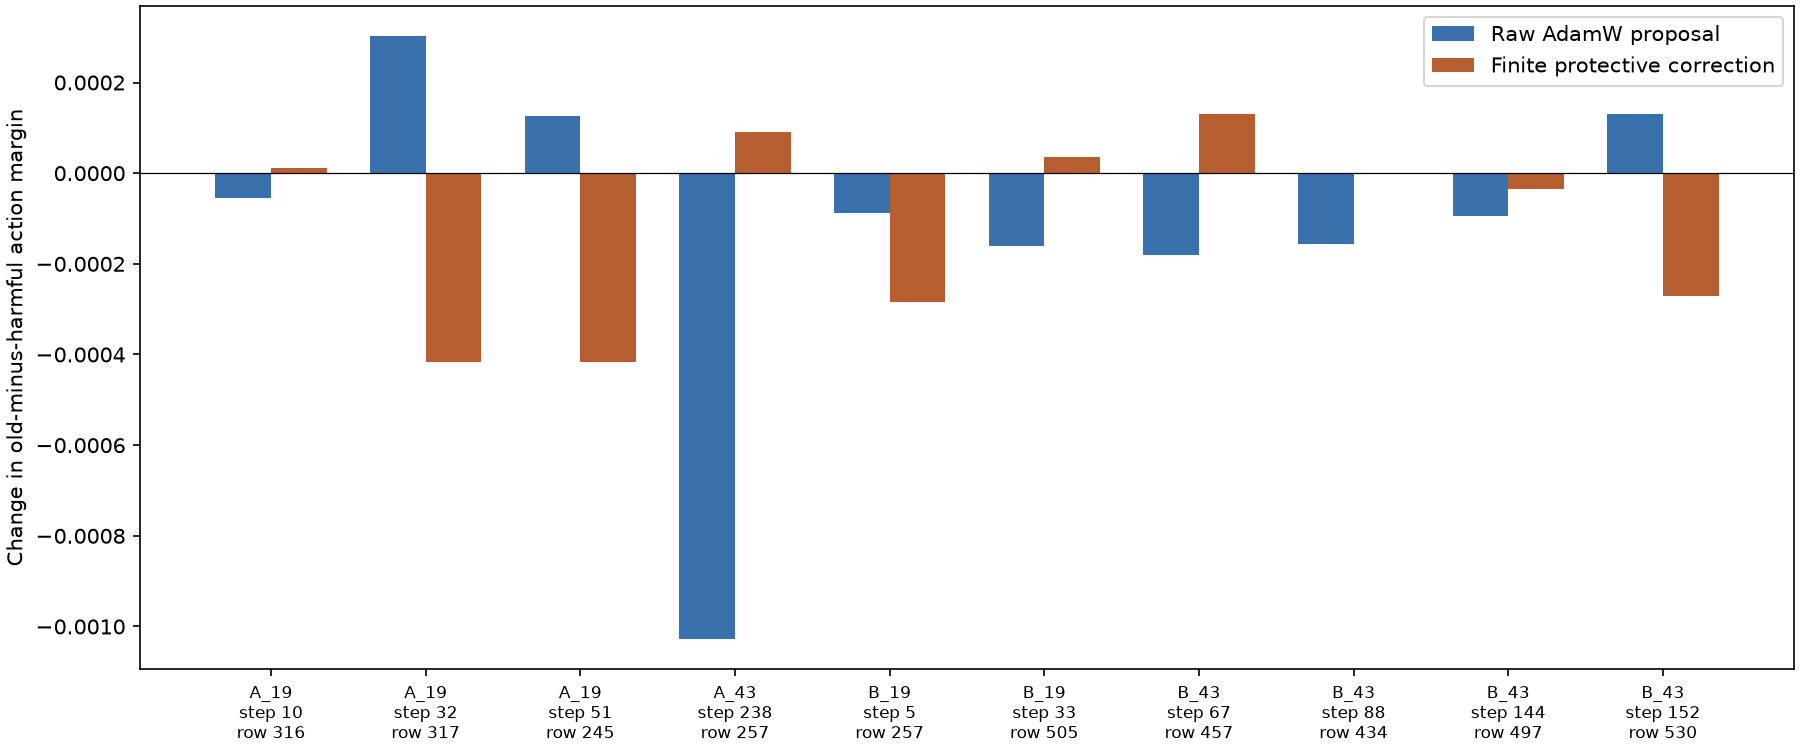 Raw AdamW proposal
Finite protective correction
Change in old-minus-harmful action margin
0.0002
0.0000
−0.0002
−0.0004
−0.0006
−0.0008
−0.0010
A_19
step 10
row 316
A_19
step 32
row 317
A_19
step 51
row 245
A_43
step 238
row 257
B_19
step 5
row 257
B_19
step 33
row 505
B_43
step 67
row 457
B_43
step 88
row 434
B_43
step 144
row 497
B_43
step 152
row 530